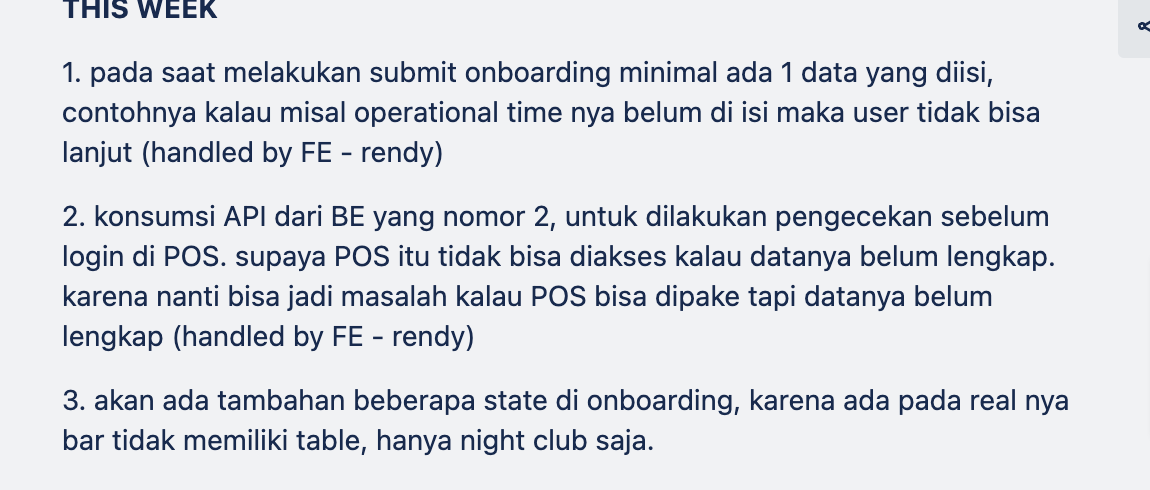 THIS WEEK
1. pada saat melakukan submit onboarding minimal ada 1 data yang diisi,
contohnya kalau misal operational time nya belum di isi maka user tidak bisa
lanjut (handled by FE - rendy)
2. konsumsi API dari BE yang nomor 2, untuk dilakukan pengecekan sebelum
login di POS. supaya POS itu tidak bisa diakses kalau datanya belum lengkap.
karena nanti bisa jadi masalah kalau POS bisa dipake tapi datanya belum
lengkap (handled by FE - rendy)
3. akan ada tambahan beberapa state di onboarding, karena ada pada real nya
bar tidak memiliki table, hanya night club saja.